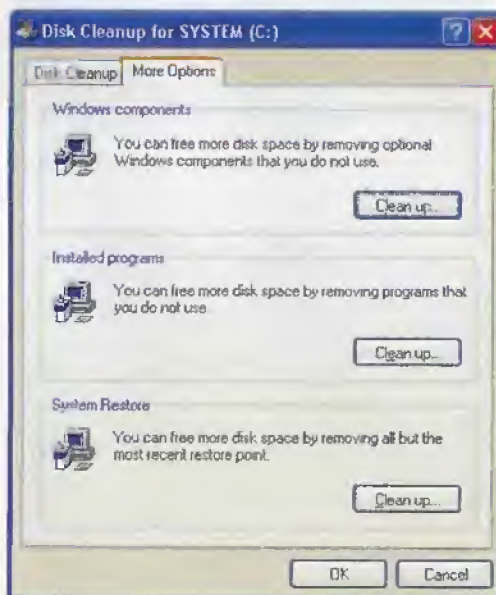 Disk Cleanup for SYSTEM (C:)
Disk Cleanup
More Options
Windows components
You can free more disk space by removing optional
Windows components that you do not use.
Clean up...
Installed programs
You can free more disk space by removing programs that
you do not use.
Clean up...
System Restore
You can free more disk space by removing all but the
most recent restore point.
Clean up...
OK
Cancel